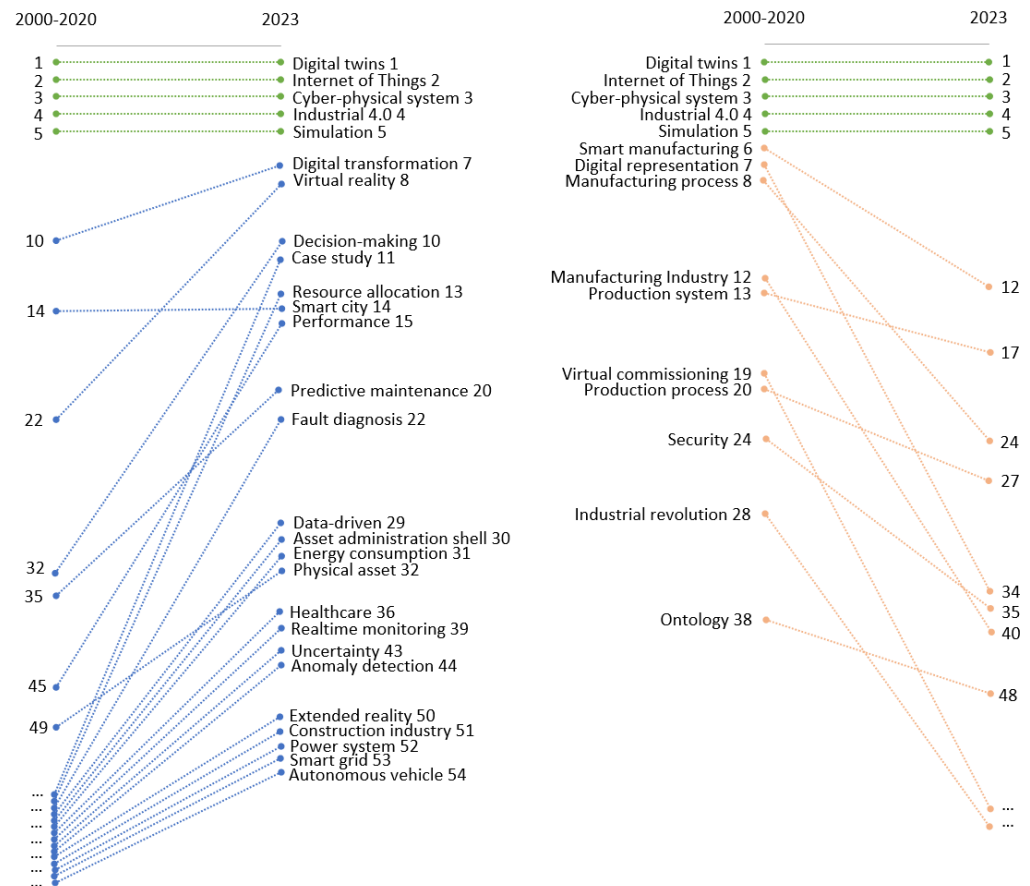 2000-2020 2023
1 Digital twins 1
2 Internet of Things 2
3 Cyber-physical system 3
4 Industrial 4.0 4
5 Simulation 5
Digital transformation 7
Virtual reality 8
10 Decision-making 10
Case study 11
Resource allocation 13
14 Smart city 14
Performance 15
Predictive maintenance 20
22 Fault diagnosis 22
Data-driven 29
Asset administration shell 30
Energy consumption 31
32 Physical asset 32
35
Healthcare 36
Realtime monitoring 39
Uncertainty 43
Anomaly detection 44
45
Extended reality 50
49 Construction industry 51
Power system 52
Smart grid 53
Autonomous vehicle 54
...
...
...
...
...
...
...
2000-2020 2023
Digital twins 1 1
Internet of Things 2 2
Cyber-physical system 3 3
Industrial 4.0 4 4
Simulation 5 5
Smart manufacturing 6
Digital representation 7
Manufacturing process 8
Manufacturing Industry 12
12
Production system 13
17
Virtual commissioning 19
Production process 20
Security 24 24
27
Industrial revolution 28
34
35
Ontology 38
40
48
...
...